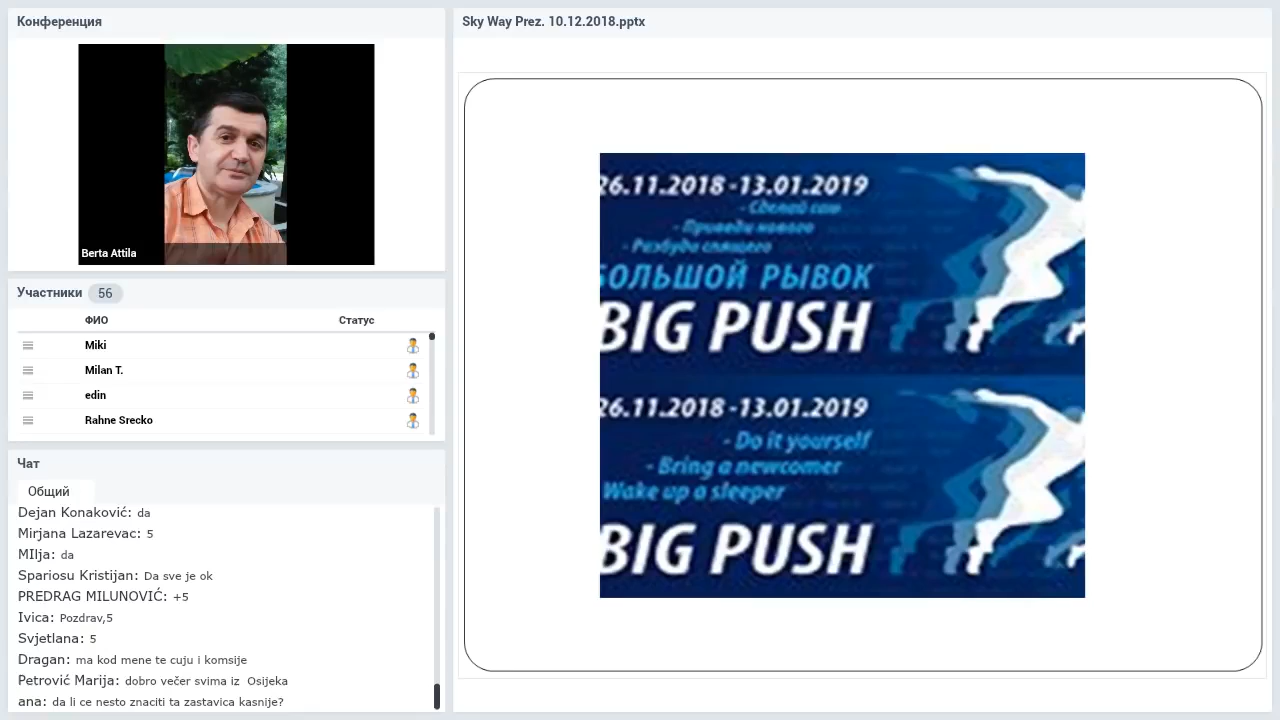 Конференция
Berta Attila
Участники 56
ФИО Статус
Miki
Milan T.
edin
Rahne Srecko
Чат
Общий
Dejan Konaković: da
Mirjana Lazarevac: 5
MIlja: da
Spariosu Kristijan: Da sve je ok
PREDRAG MILUNOVIĆ: +5
Ivica: Pozdrav,5
Svjetlana: 5
Dragan: ma kod mene te cuju i komsije
Petrović Marija: dobro večer svima iz Osijeka
ana: da li ce nesto znaciti ta zastavica kasnije?
Sky Way Prez. 10.12.2018.pptx
26.11.2018 -13.01.2019
- Сделай сам
- Приведи нового
- Разбуди спящего
БОЛЬШОЙ РЫВОК
BIG PUSH
26.11.2018 -13.01.2019
- Do it yourself
- Bring a newcomer
Wake up a sleeper
BIG PUSH